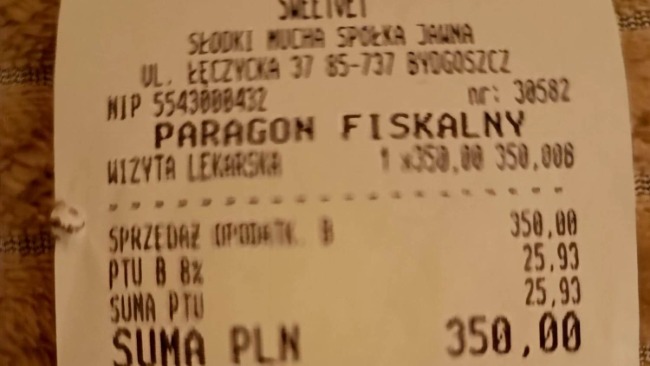 SWEETVET
SŁODKI MUCHA SPÓŁKA JAWNA
UL. ŁĘCZYCKA 37 85-737 BYDGOSZCZ
NIP 5543000432 nr: 30582
PARAGON FISKALNY
WIZYTA LEKARSKA 1 x350,00 350,00B
SPRZEDAŻ OPODATK. B 350,00
PTU B 8% 25,93
SUMA PTU 25,93
SUMA PLN 350,00